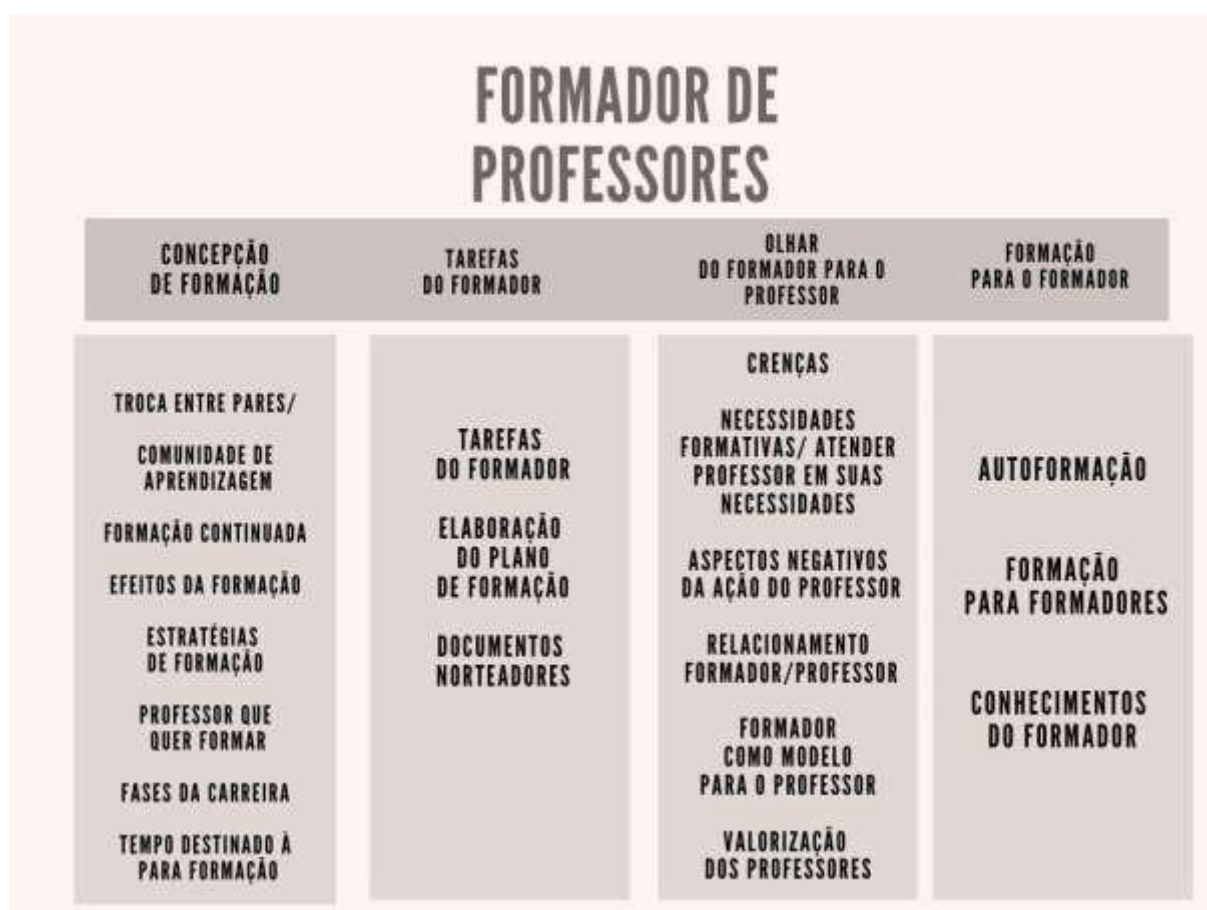 FORMADOR DE
PROFESSORES
CONCEPÇÃO
DE FORMAÇÃO
TAREFAS
DO FORMADOR
OLHAR
DO FORMADOR PARA O
PROFESSOR
FORMAÇÃO
PARA O FORMADOR
TROCA ENTRE PARES/
COMUNIDADE DE
APRENDIZAGEM
FORMAÇÃO CONTINUADA
EFEITOS DA FORMAÇÃO
ESTRATÉGIAS
DE FORMAÇÃO
PROFESSOR QUE
QUER FORMAR
FASES DA CARREIRA
TEMPO DESTINADO À
PARA FORMAÇÃO
TAREFAS
DO FORMADOR
ELABORAÇÃO
DO PLANO
DE FORMAÇÃO
DOCUMENTOS
NORTEADORES
CRENÇAS
NECESSIDADES
FORMATIVAS/ ATENDER
PROFESSOR EM SUAS
NECESSIDADES
ASPECTOS NEGATIVOS
DA AÇÃO DO PROFESSOR
RELACIONAMENTO
FORMADOR/PROFESSOR
FORMADOR
COMO MODELO
PARA O PROFESSOR
VALORIZAÇÃO
DOS PROFESSORES
AUTOFORMAÇÃO
FORMAÇÃO
PARA FORMADORES
CONHECIMENTOS
DO FORMADOR